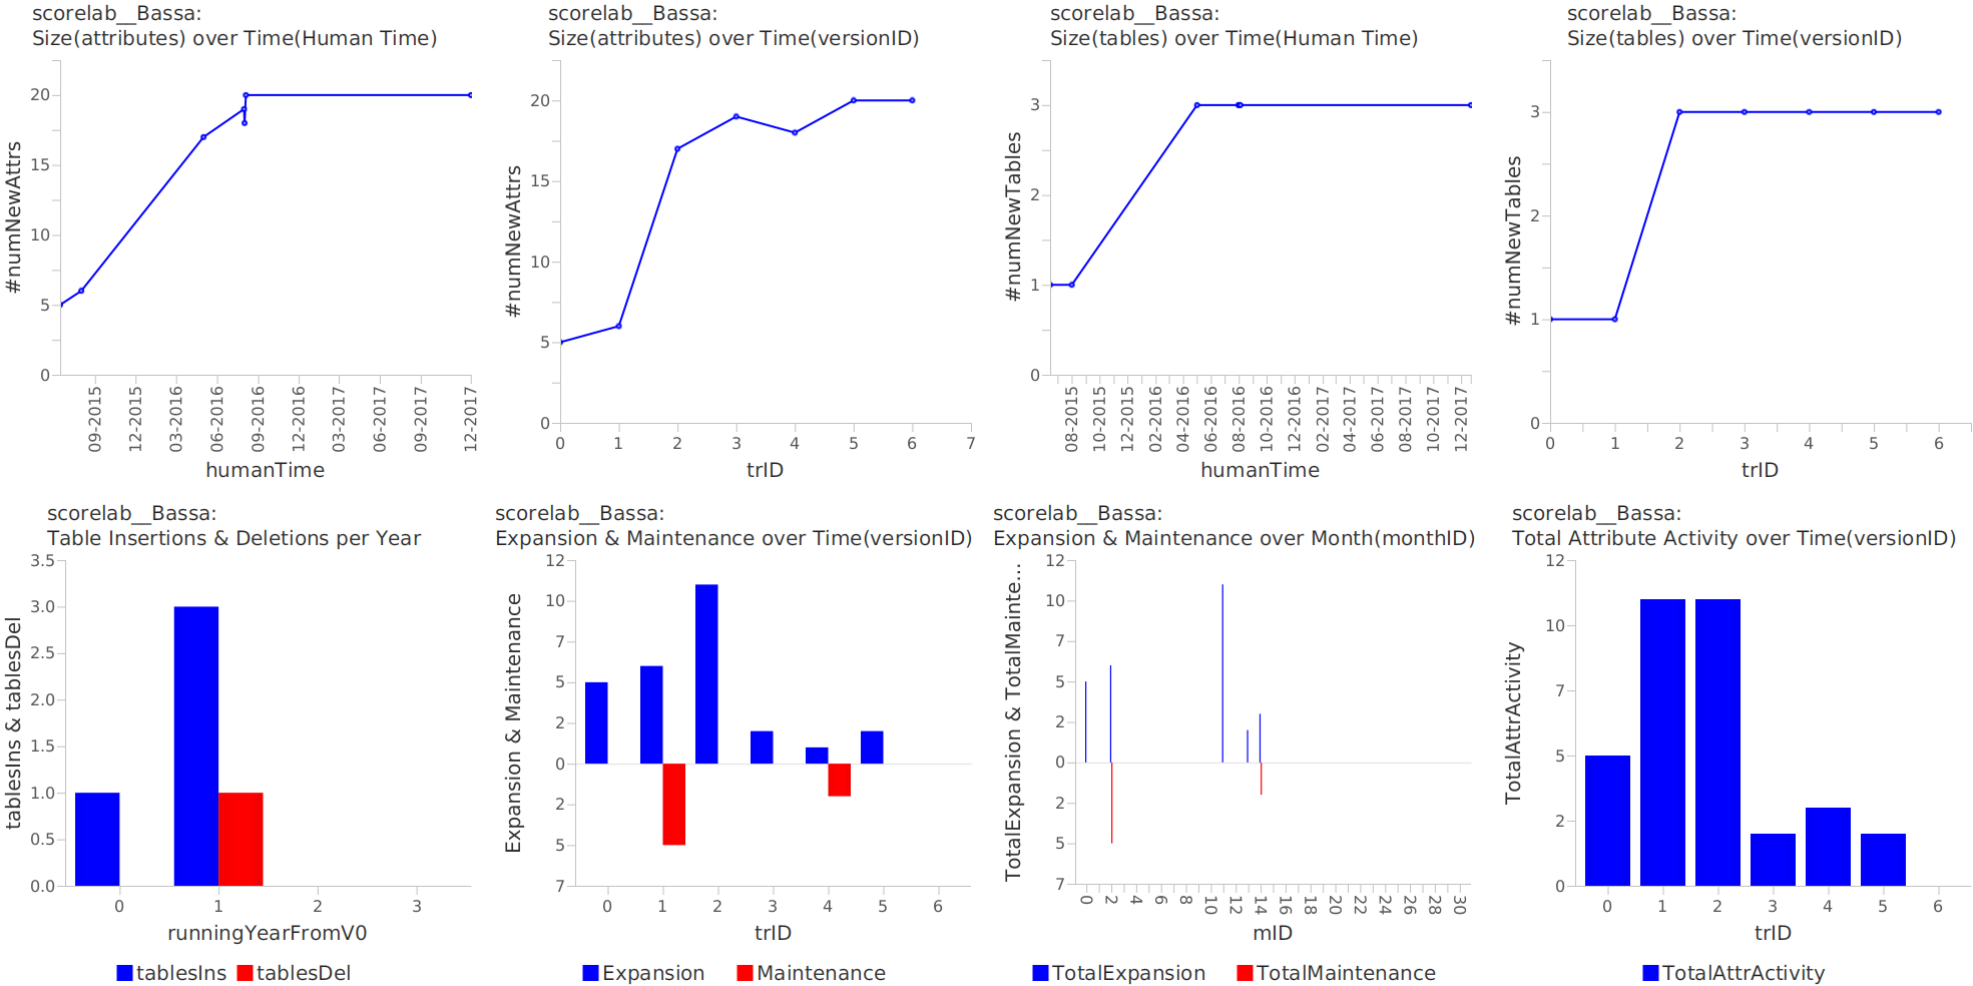 scorelab__Bassa:
Size(attributes) over Time(Human Time)
#numNewAttrs
20
15
10
5
0
09-2015
12-2015
03-2016
06-2016
09-2016
12-2016
03-2017
06-2017
09-2017
12-2017
humanTime
scorelab__Bassa:
Size(attributes) over Time(versionID)
#numNewAttrs
20
15
10
5
0
0 1 2 3 4 5 6 7
trID
scorelab__Bassa:
Size(tables) over Time(Human Time)
#numNewTables
3
2
1
0
08-2015
10-2015
12-2015
02-2016
04-2016
06-2016
08-2016
10-2016
12-2016
02-2017
04-2017
06-2017
08-2017
10-2017
12-2017
humanTime
scorelab__Bassa:
Size(tables) over Time(versionID)
#numNewTables
3
2
1
0
0 1 2 3 4 5 6
trID
scorelab__Bassa:
Table Insertions & Deletions per Year
tablesIns & tablesDel
3.5
3.0
2.5
2.0
1.5
1.0
0.5
0.0
0 1 2 3
runningYearFromV0
tablesIns tablesDel
scorelab__Bassa:
Expansion & Maintenance over Time(versionID)
Expansion & Maintenance
12
10
7
5
2
0
2
5
7
0 1 2 3 4 5 6
trID
Expansion Maintenance
scorelab__Bassa:
Expansion & Maintenance over Month(monthID)
TotalExpansion & TotalMainte...
12
10
7
5
2
0
2
5
7
0 2 4 6 8 10 12 14 16 18 20 22 24 26 28 30
mID
TotalExpansion TotalMaintenance
scorelab__Bassa:
Total Attribute Activity over Time(versionID)
TotalAttrActivity
12
10
7
5
2
0
0 1 2 3 4 5 6
trID
TotalAttrActivity